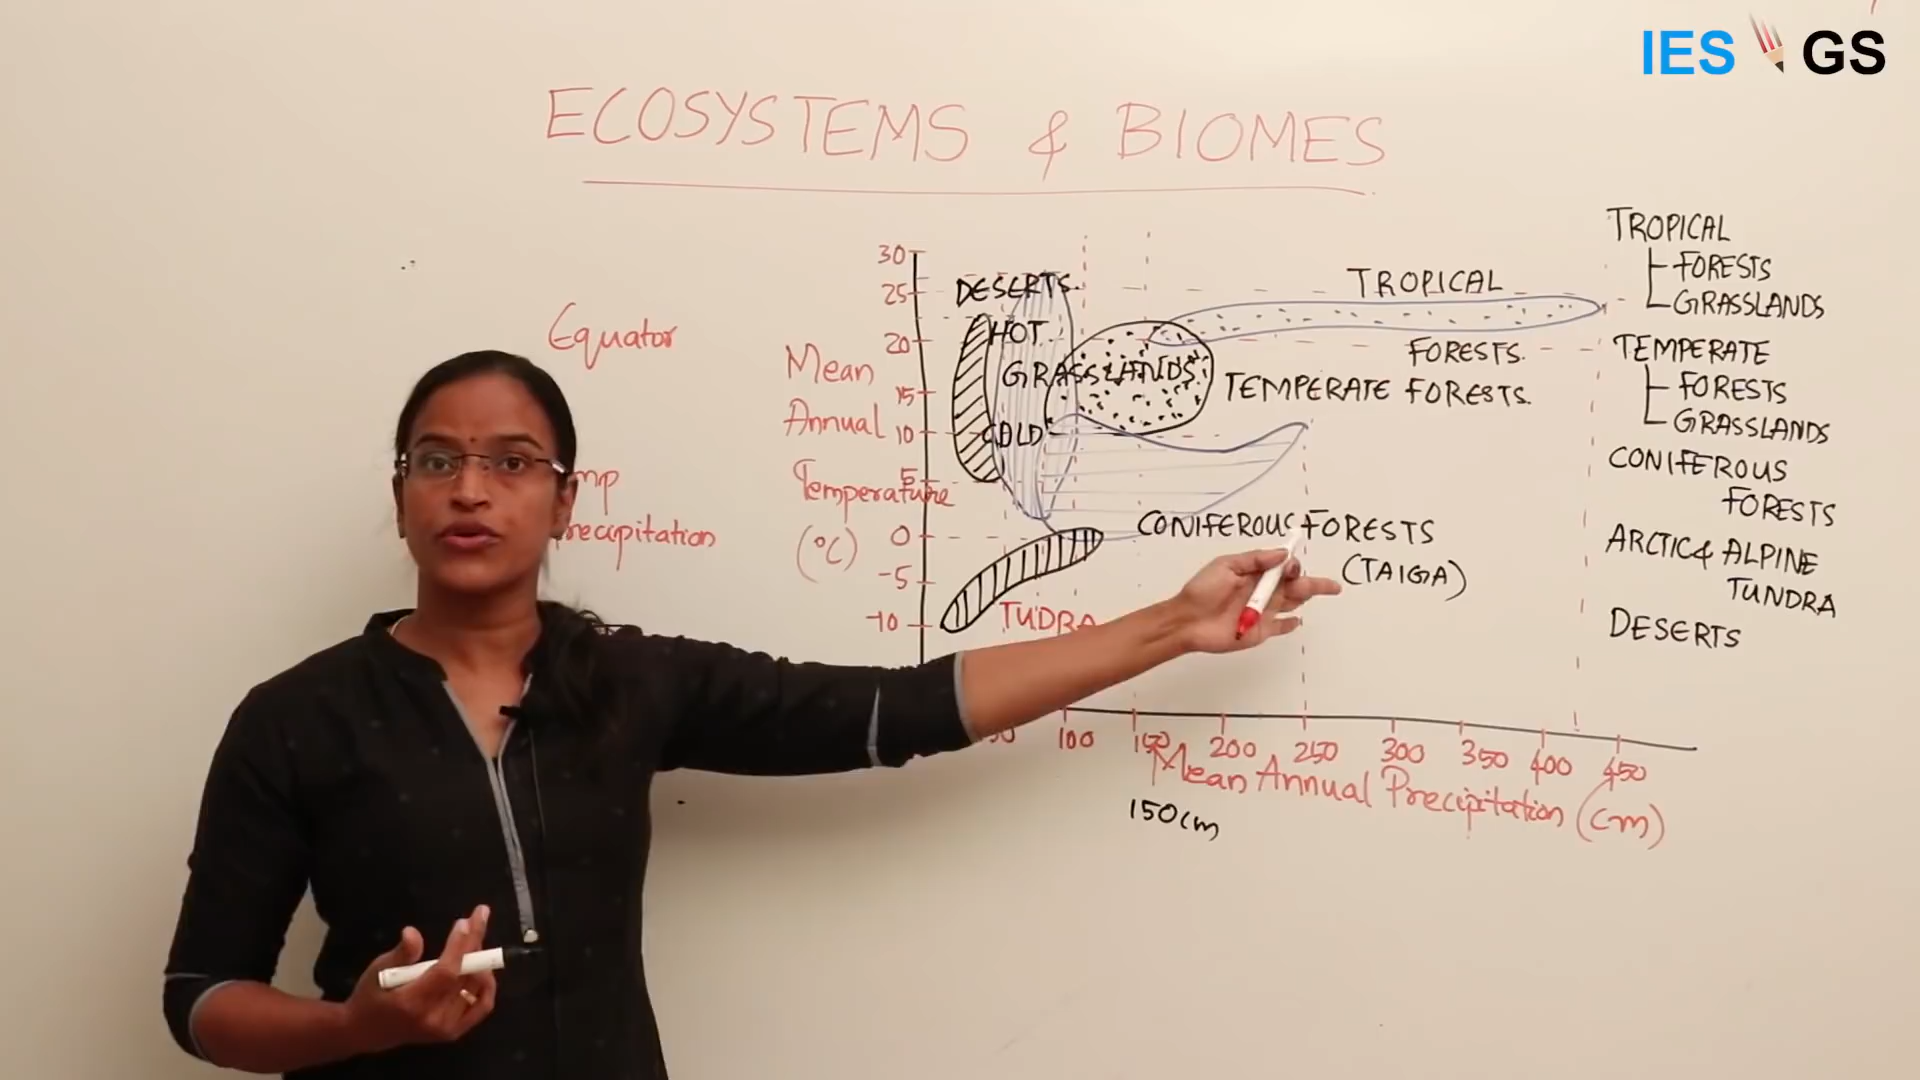 IES GS
ECOSYSTEMS & BIOMES
Equator
Precipitation
Mean
Annual
Temperature
(°C)
30
25
20
15
10
5
0
-5
-10
DESERTS
HOT
GRASSLANDS
COLD
TROPICAL
FORESTS.
TEMPERATE FORESTS.
CONIFEROUS FORESTS
(TAIGA)
TUDRA
100
150
200
250
300
350
400
450
Mean Annual Precipitation (cm)
150cm
TROPICAL
FORESTS
GRASSLANDS
TEMPERATE
FORESTS
GRASSLANDS
CONIFEROUS
FORESTS
ARCTIC & ALPINE
TUNDRA
DESERTS